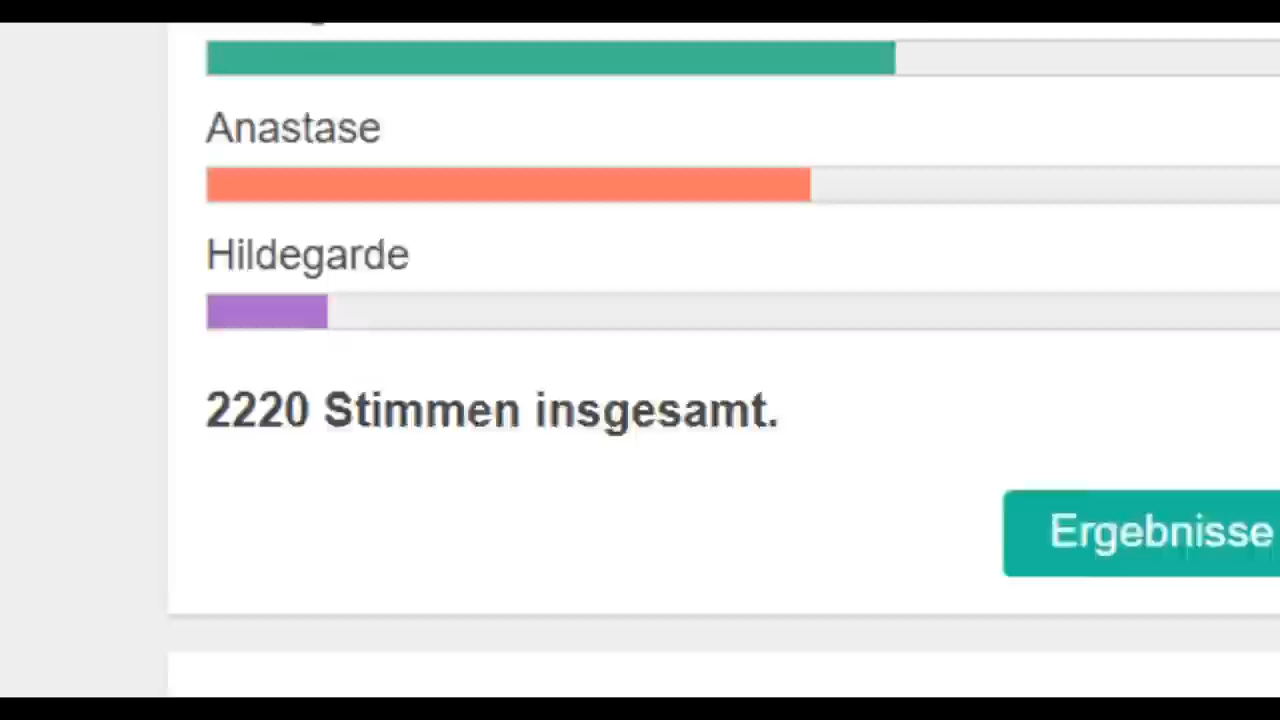 Anastase
Hildegarde
2220 Stimmen insgesamt.
Ergebnisse